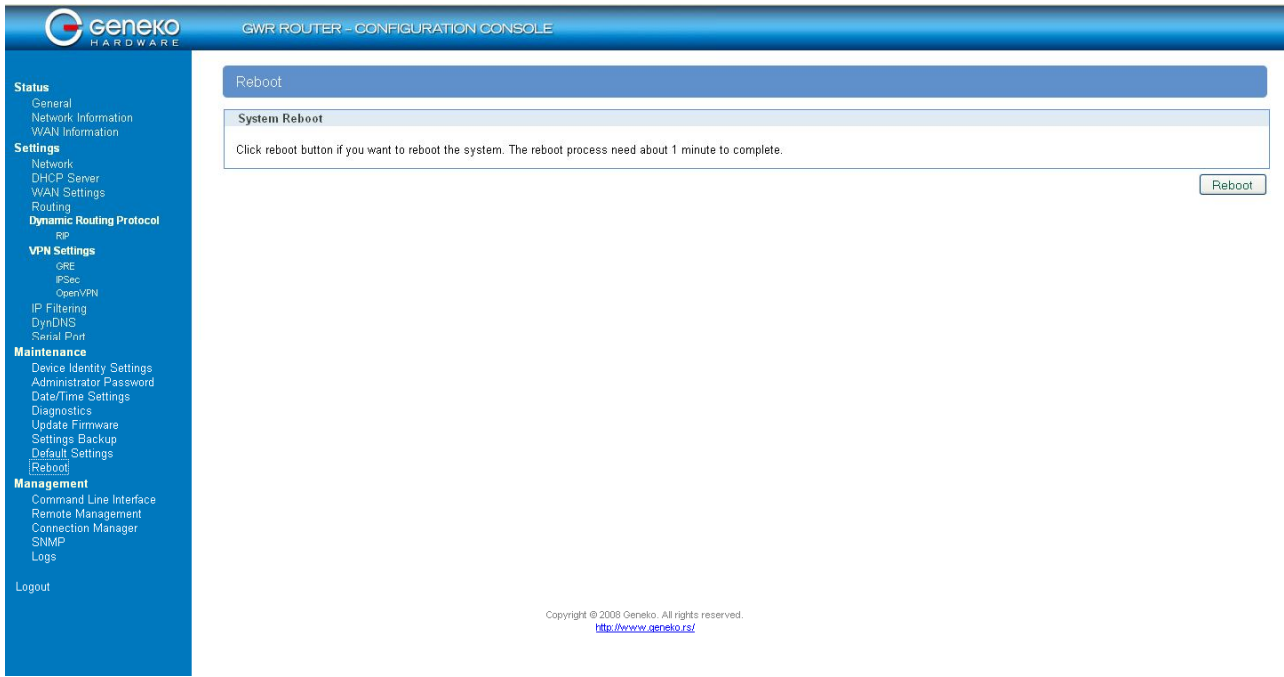 Geneko
HARDWARE
GWR ROUTER - CONFIGURATION CONSOLE
Status
General
Network Information
WAN Information
Settings
Network
DHCP Server
WAN Settings
Routing
Dynamic Routing Protocol
RIP
VPN Settings
GRE
IPSec
OpenVPN
IP Filtering
DynDNS
Serial Port
Maintenance
Device Identity Settings
Administrator Password
Date/Time Settings
Diagnostics
Update Firmware
Settings Backup
Default Settings
Reboot
Management
Command Line Interface
Remote Management
Connection Manager
SNMP
Logs
Logout
Reboot
System Reboot
Click reboot button if you want to reboot the system. The reboot process need about 1 minute to complete.
Reboot
Copyright © 2008 Geneko. All rights reserved.
http://www.geneko.rs/